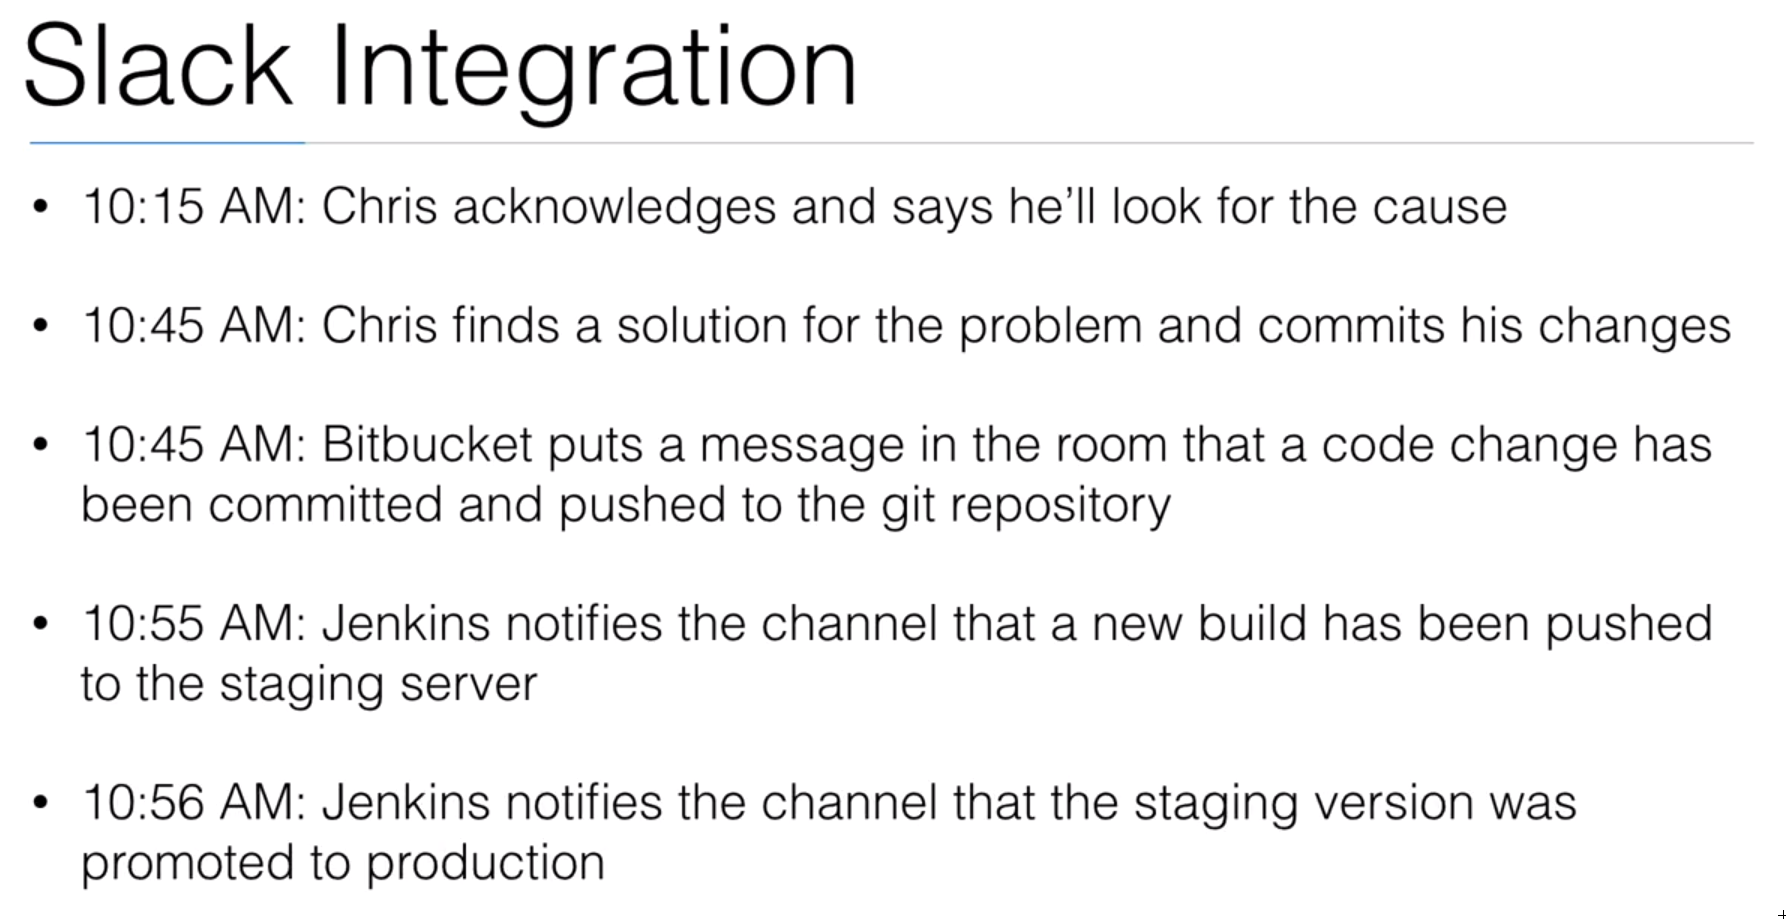 Slack Integration
• 10:15 AM: Chris acknowledges and says he’ll look for the cause
• 10:45 AM: Chris finds a solution for the problem and commits his changes
• 10:45 AM: Bitbucket puts a message in the room that a code change has
been committed and pushed to the git repository
• 10:55 AM: Jenkins notifies the channel that a new build has been pushed
to the staging server
• 10:56 AM: Jenkins notifies the channel that the staging version was
promoted to production